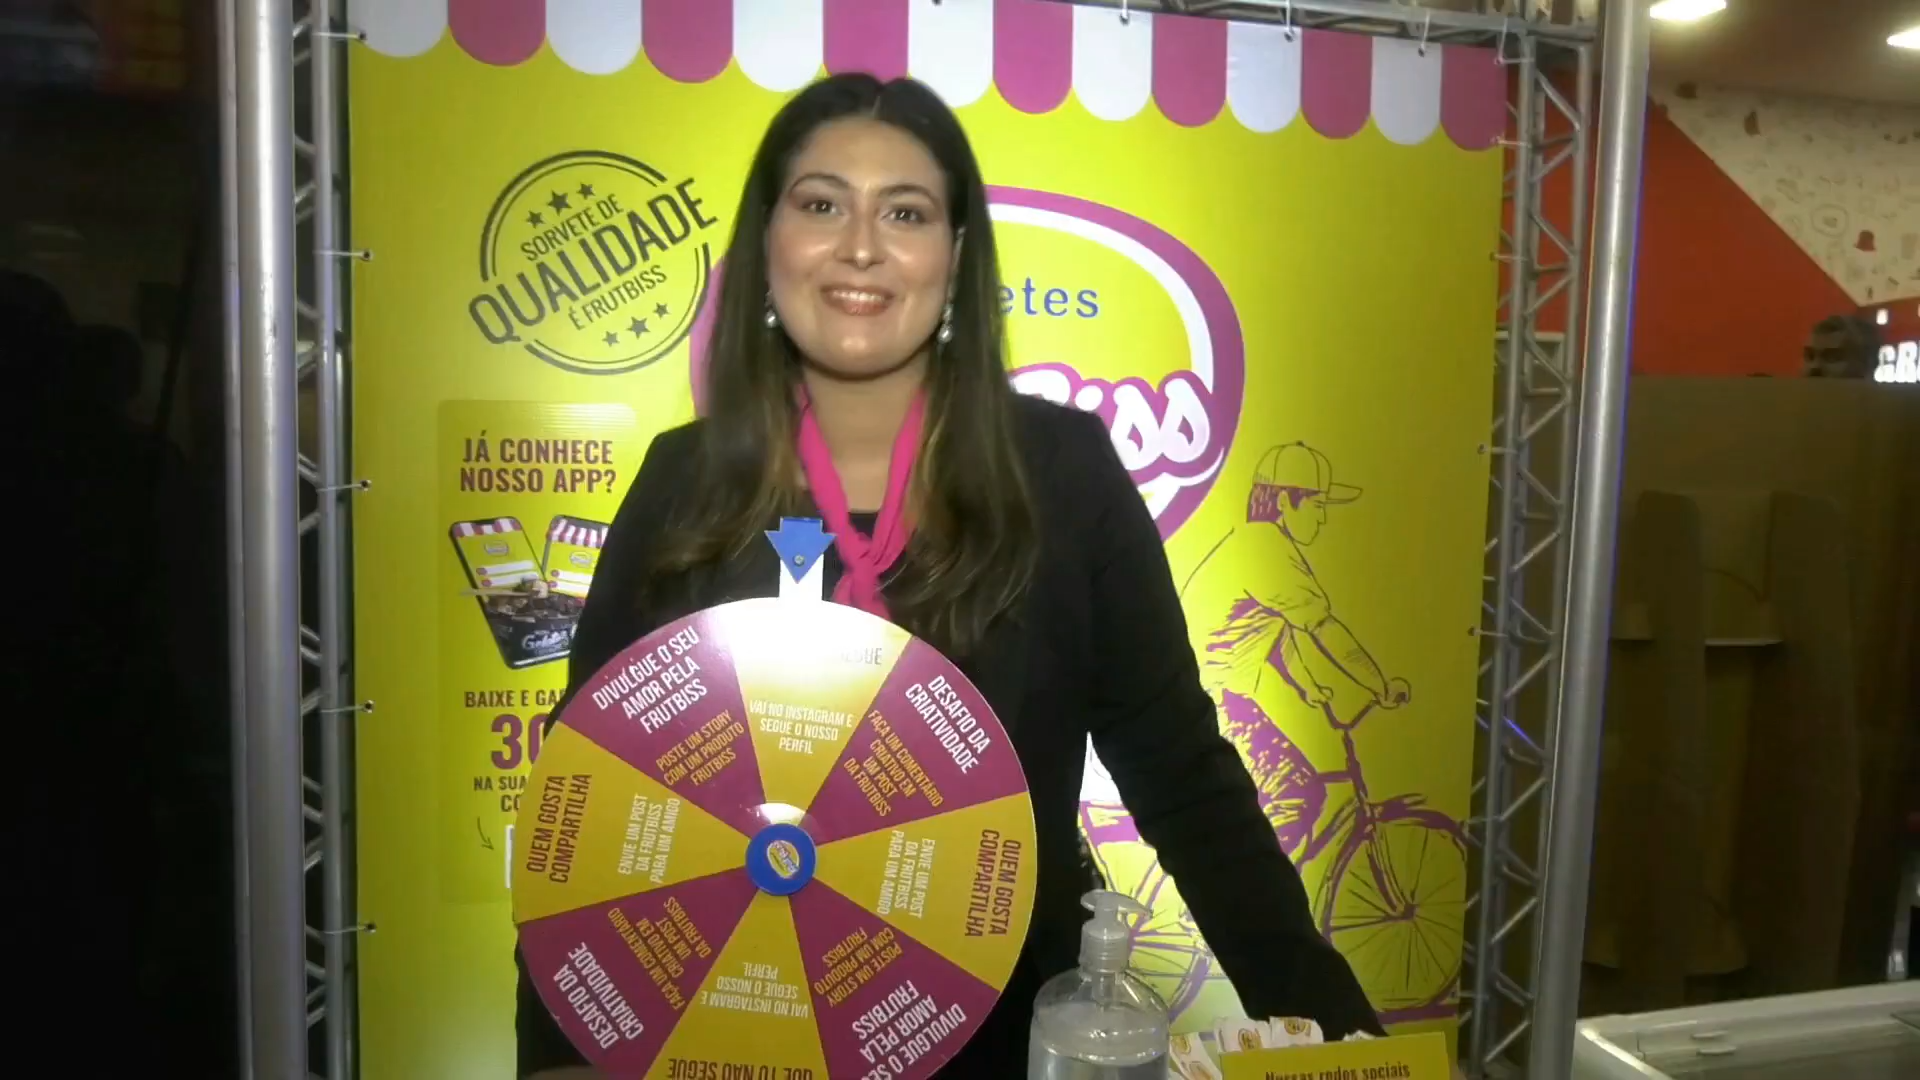 SORVETE DE
QUALIDADE
É FRUTBISS
etes
iss
JÁ CONHECE
NOSSO APP?
BAIXE E GA
30
NA SUA
CO
DIVULGUE O SEU
AMOR PELA
FRUTBISS
POSTE UM STORY
COM UM PRODUTO
FRUTBISS
VAI NO INSTAGRAM E
SEGUE O NOSSO
PERFIL
DESAFIO DA
CRIATIVIDADE
FAÇA UM COMENTÁRIO
CRIATIVO EM
UM POST
DA FRUTBISS
QUEM GOSTA
COMPARTILHA
ENVIE UM POST
DA FRUTBISS
PARA UM AMIGO
DIVULGUE O SE
AMOR PELA
FRUTBISS
POSTE UM STORY
COM UM PRODUTO
FRUTBISS
QUE TU NÃO SEGUE
VAI NO INSTAGRAM E
SEGUE O NOSSO
PERFIL
DESAFIO DA
CRIATIVIDADE
FAÇA UM COMENTÁRIO
CRIATIVO EM
UM POST
DA FRUTBISS
QUEM GOSTA
COMPARTILHA
ENVIE UM POST
DA FRUTBISS
PARA UM AMIGO
Nossas redes sociais
GR